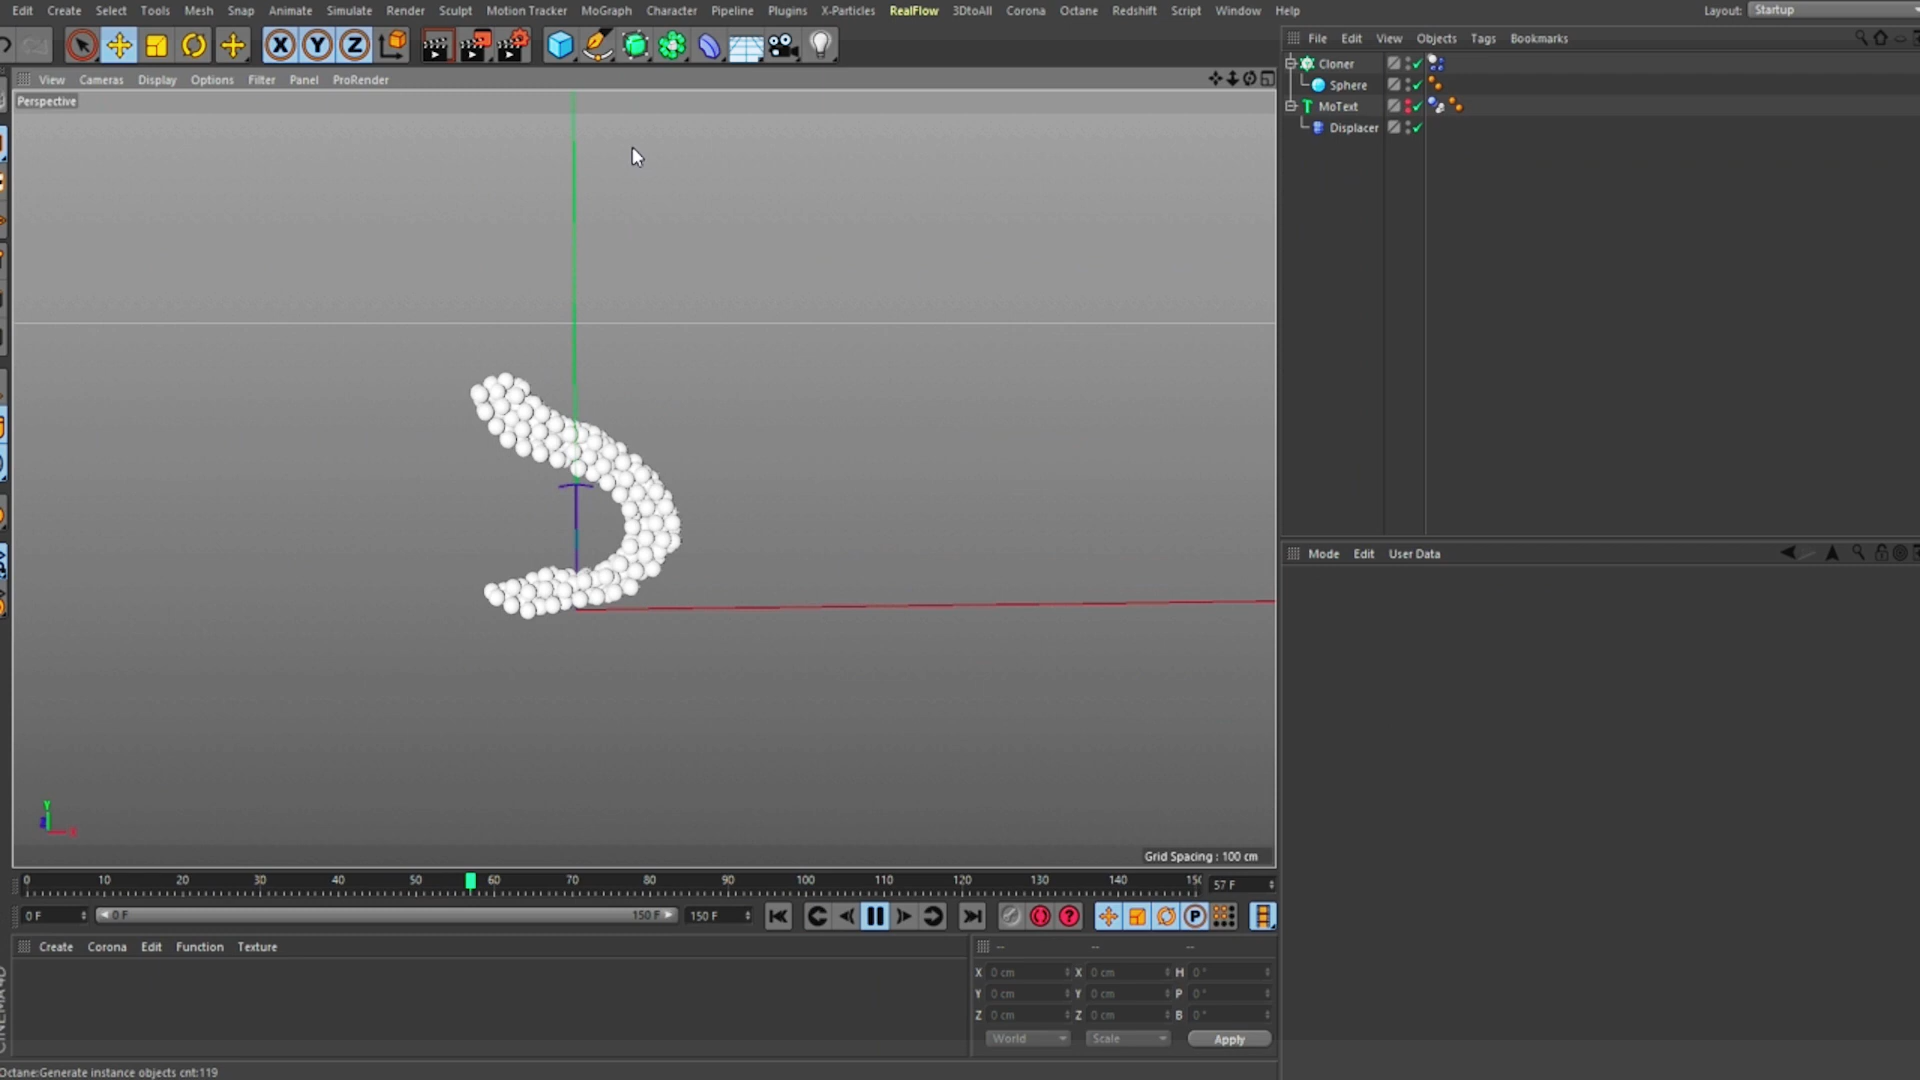 Edit Create Select Tools Mesh Snap Animate Simulate Render Sculpt Motion Tracker MoGraph Character Pipeline Plugins X-Particles RealFlow 3DtoAll Corona Octane Redshift Script Window Help Layout: Startup
X Y Z
File Edit View Objects Tags Bookmarks
View Cameras Display Options Filter Panel ProRender
Perspective
Cloner
Sphere
MoText
Displacer
Mode Edit User Data
Y
X
Z
Grid Spacing : 100 cm
0 10 20 30 40 50 60 70 80 90 100 110 120 130 140 57 F
0 F 0 F 150 F 150 F ? P
Create Corona Edit Function Texture -- -- --
X 0 cm X 0 cm H 0 °
Y 0 cm Y 0 cm P 0 °
Z 0 cm Z 0 cm B 0 °
World Scale Apply
CINEMA 4D
Octane:Generate instance objects cnt:119